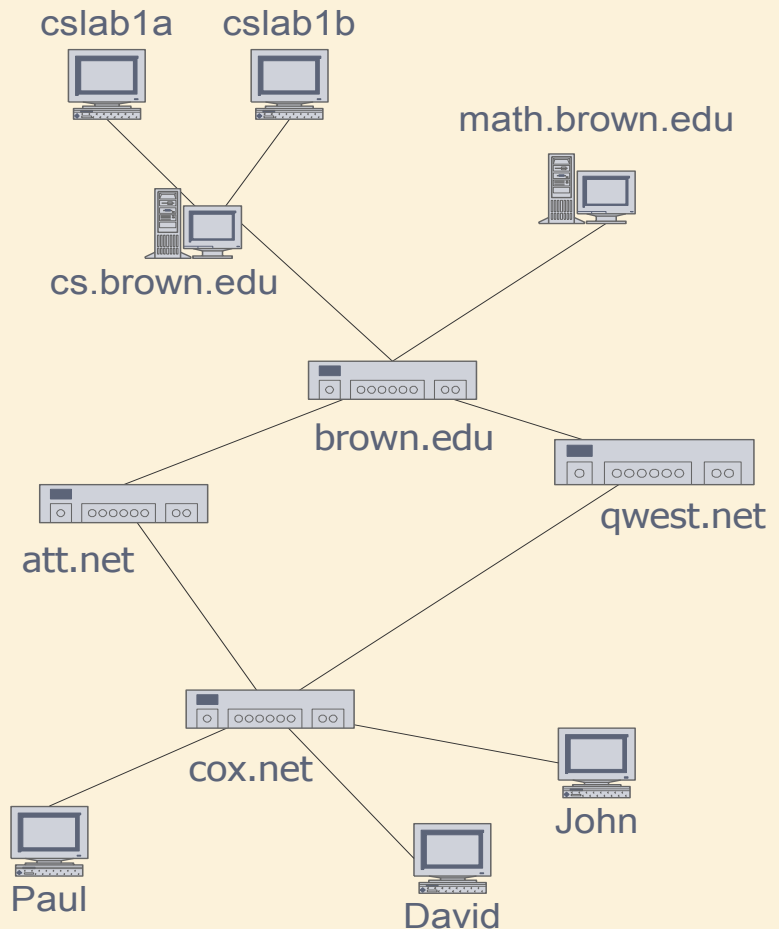 cslab1a
cslab1b
math.brown.edu
cs.brown.edu
brown.edu
qwest.net
att.net
cox.net
John
Paul
David